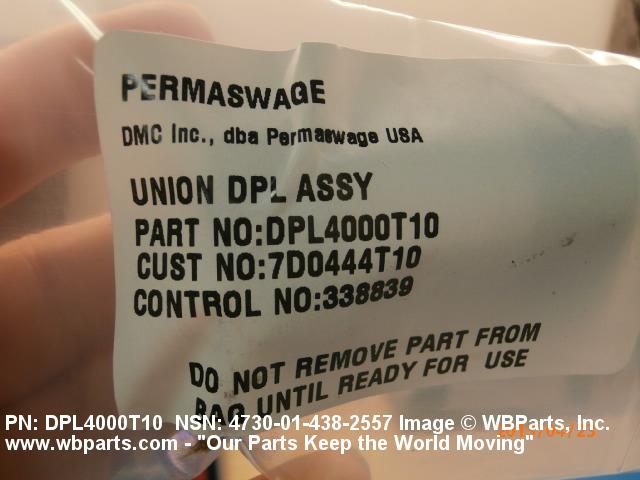 PERMASWAGE
DMC Inc., dba Permaswage USA
UNION DPL ASSY
PART NO:DPL4000T10
CUST NO:7D0444T10
CONTROL NO:338839
DO NOT REMOVE PART FROM
BAG UNTIL READY FOR USE
PN: DPL4000T10 NSN: 4730-01-438-2557 Image © WBParts, Inc.
www.wbparts.com - "Our Parts Keep the World Moving"